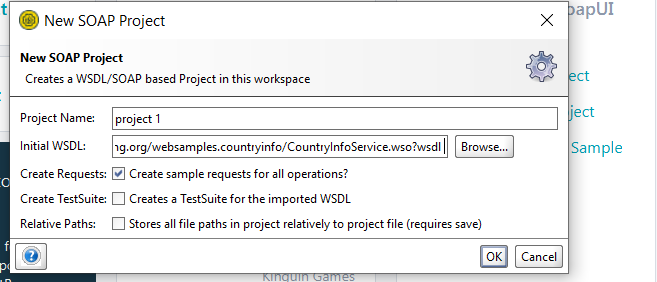 New SOAP Project
oapUI
New SOAP Project
Creates a WSDL/SOAP based Project in this workspace
ect
Project Name: project 1
ject
Initial WSDL: ng.org/websamples.countryinfo/CountryInfoService.wso?wsdl Browse...
Sample
Create Requests: Create sample requests for all operations?
Create TestSuite: Creates a TestSuite for the imported WSDL
Relative Paths: Stores all file paths in project relatively to project file (requires save)
? OK Cancel
Kinguin Games